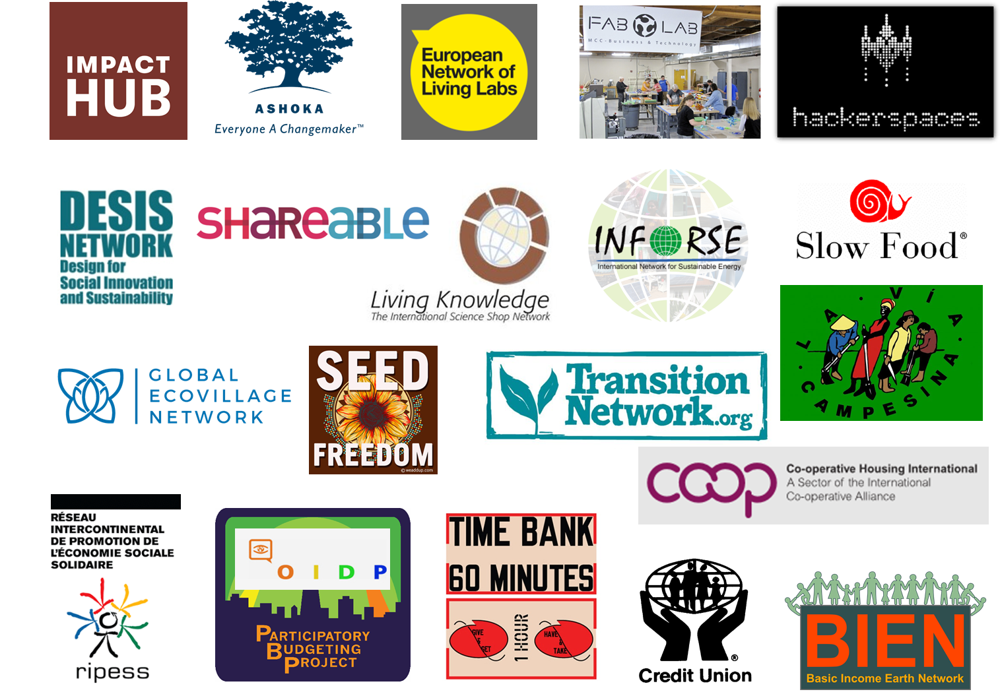 IMPACT
HUB
ASHOKA
Everyone A Changemaker™
European
Network of
Living Labs
FAB LAB
MCC-Business & Technology
hackerspaces
DESIS
NETWORK
Design for
Social Innovation
and Sustainability
SHAReABLe
Living Knowledge
The International Science Shop Network
INFORSE
International Network for Sustainable Energy
Slow Food®
LA VÍA
CAMPESINA
GLOBAL
ECOVILLAGE
NETWORK
SEED
FREEDOM
© weaddup.com
Transition
Network.org
coop
Co-operative Housing International
A Sector of the International
Co-operative Alliance
RÉSEAU
INTERCONTINENTAL
DE PROMOTION DE
L'ÉCONOMIE SOCIALE
SOLIDAIRE
ripess
O I D P
PARTICIPATORY
BUDGETING
PROJECT
TIME BANK
60 MINUTES
GIVE
&
GET
1 HOUR
HAVE
&
TAKE
®
Credit Union
BIEN
Basic Income Earth Network